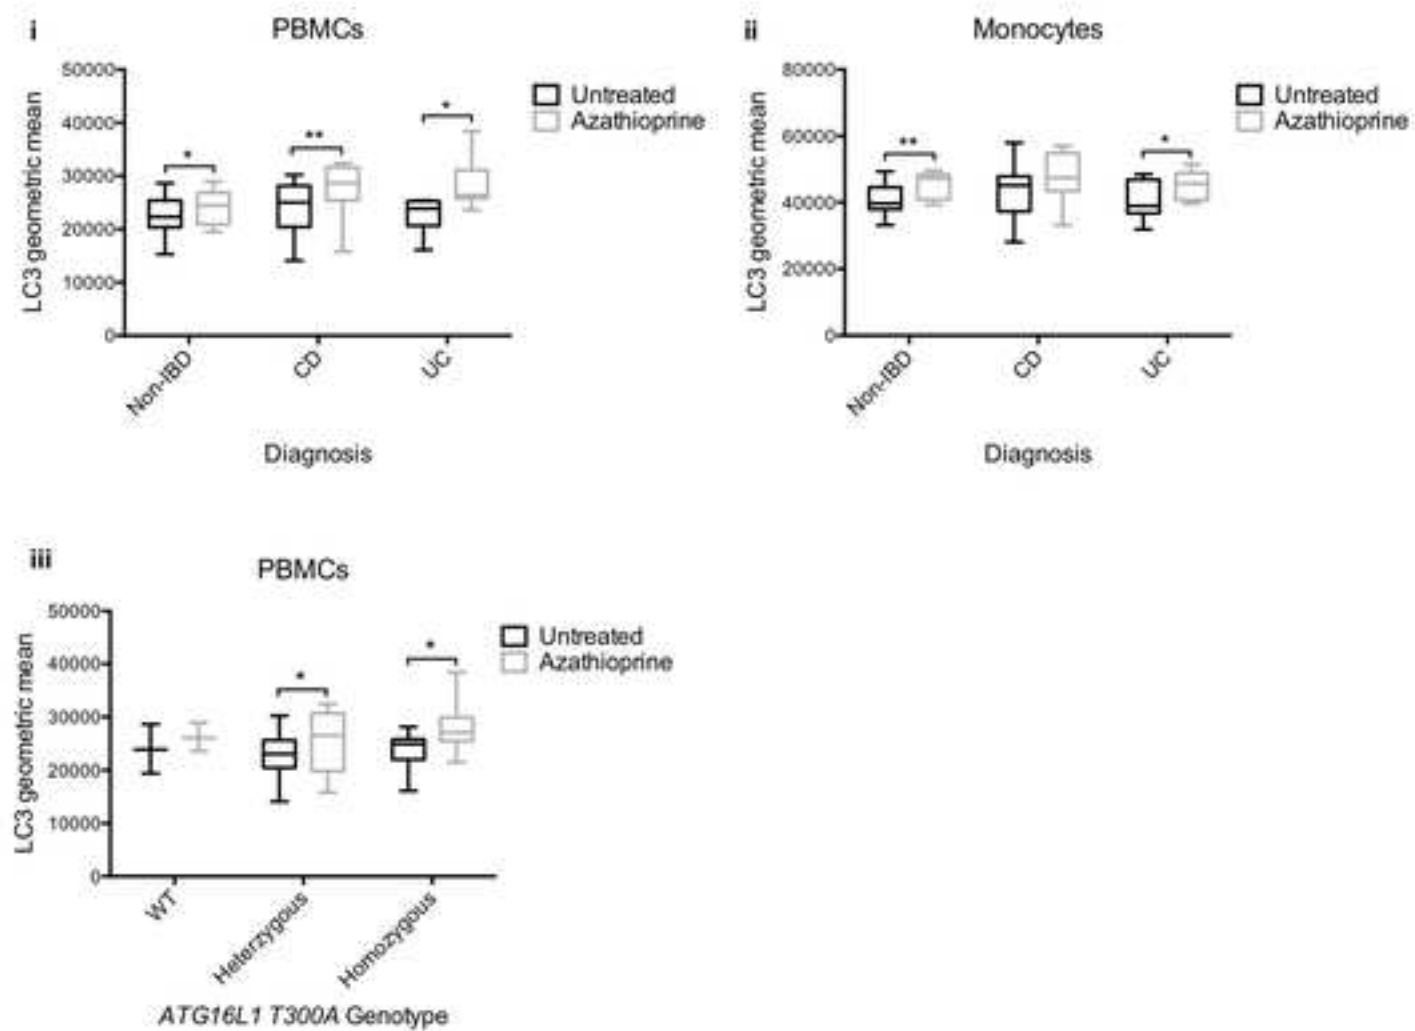 i
PBMCs
LC3 geometric mean
50000
40000
30000
20000
10000
0
*
**
*
Untreated
Azathioprine
Non-IBD
CD
UC
Diagnosis
ii
Monocytes
LC3 geometric mean
80000
60000
40000
20000
0
**
*
Untreated
Azathioprine
Non-IBD
CD
UC
Diagnosis
iii
PBMCs
LC3 geometric mean
50000
40000
30000
20000
10000
0
*
*
Untreated
Azathioprine
WT
Heterzygous
Homozygous
ATG16L1 T300A Genotype